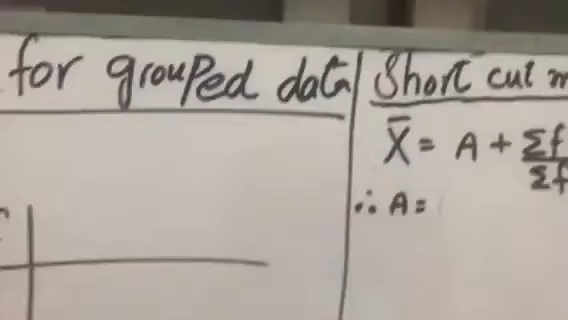 for grouped data
Short cut m
X̄ = A + Σf
Σf
∴ A =